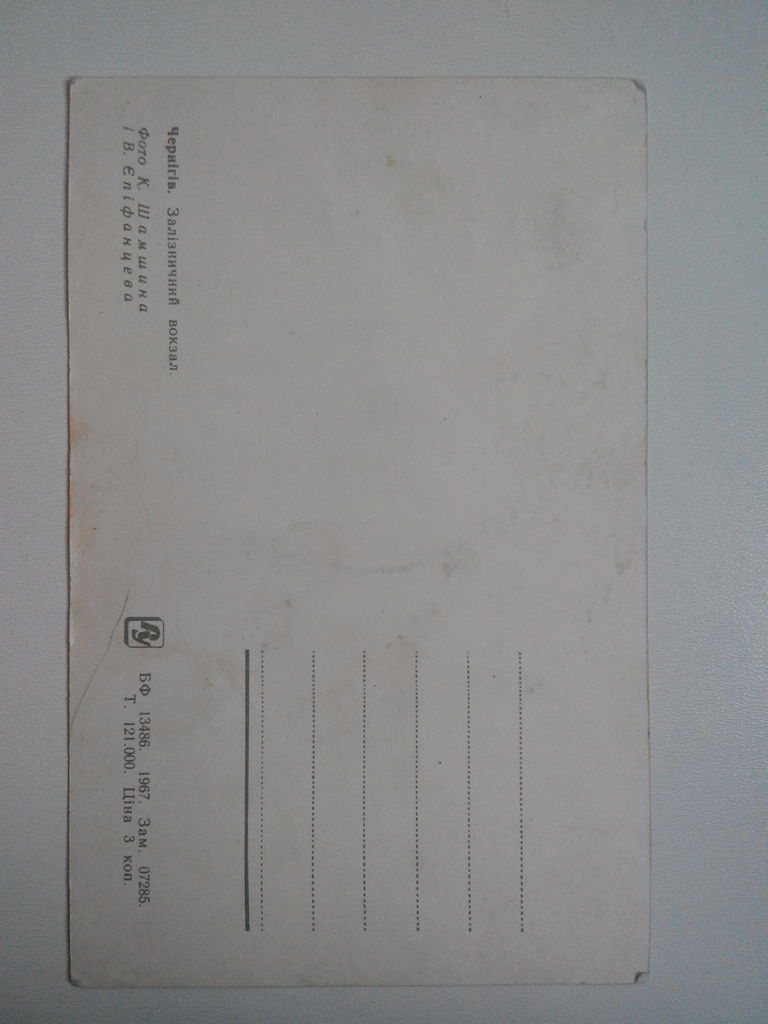 Чернігів. Залізничний вокзал.
Фото К. Шамшина
і В. Єпіфанцева
БФ 13486. 1967. Зам. 07285.
Т. 121.000. Ціна 3 коп.